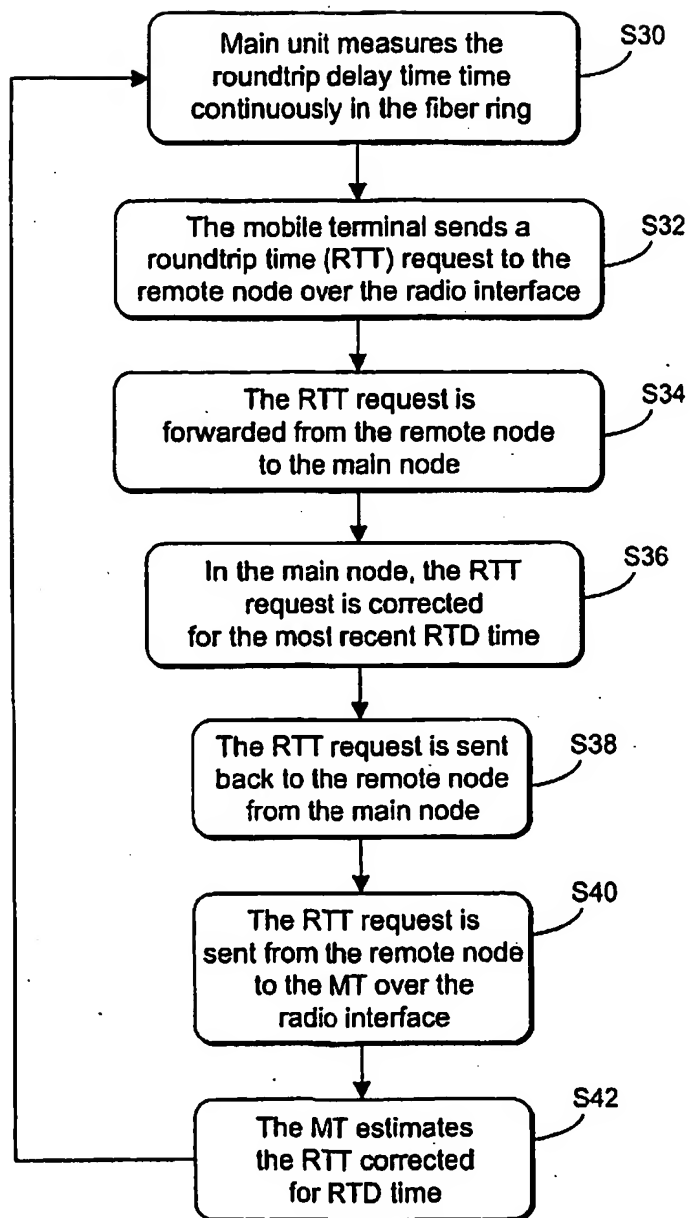 Main unit measures the
roundtrip delay time time
continuously in the fiber ring
S30
The mobile terminal sends a
roundtrip time (RTT) request to the
remote node over the radio interface
S32
The RTT request is
forwarded from the remote node
to the main node
S34
In the main node, the RTT
request is corrected
for the most recent RTD time
S36
The RTT request is sent
back to the remote node
from the main node
S38
The RTT request is
sent from the remote node
to the MT over the
radio interface
S40
The MT estimates
the RTT corrected
for RTD time
S42